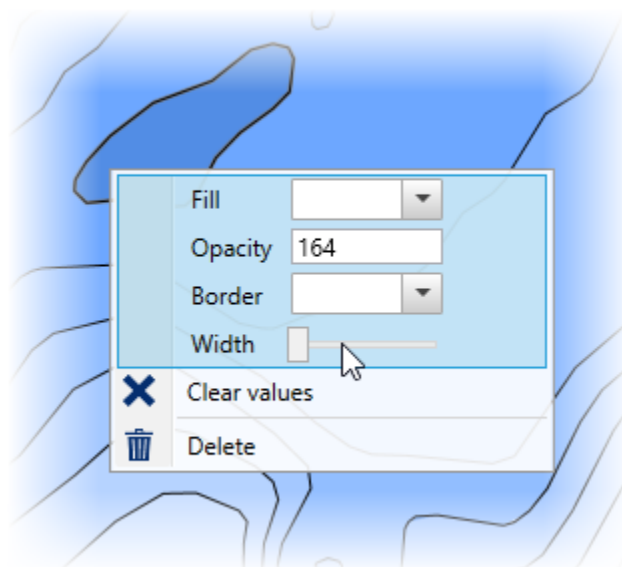 Fill
Opacity 164
Border
Width
Clear values
Delete